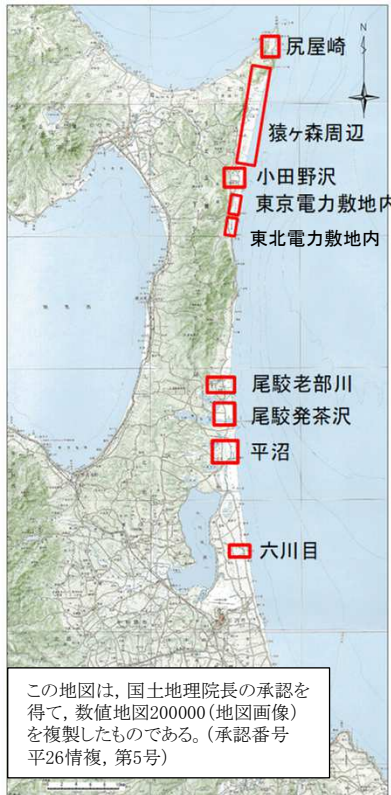 尻屋崎
N
猿ヶ森周辺
小田野沢
東京電力敷地内
東北電力敷地内
尾駮老部川
尾駮発茶沢
平沼
六川目
この地図は，国土地理院長の承認を
得て，数値地図200000（地図画像）
を複製したものである。（承認番号
平26情複，第5号）